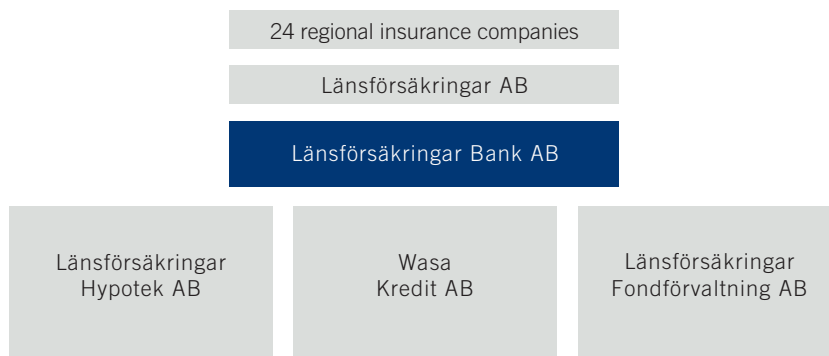 24 regional insurance companies
Länsförsäkringar AB
Länsförsäkringar Bank AB
Länsförsäkringar
Hypotek AB
Wasa
Kredit AB
Länsförsäkringar
Fondförvaltning AB